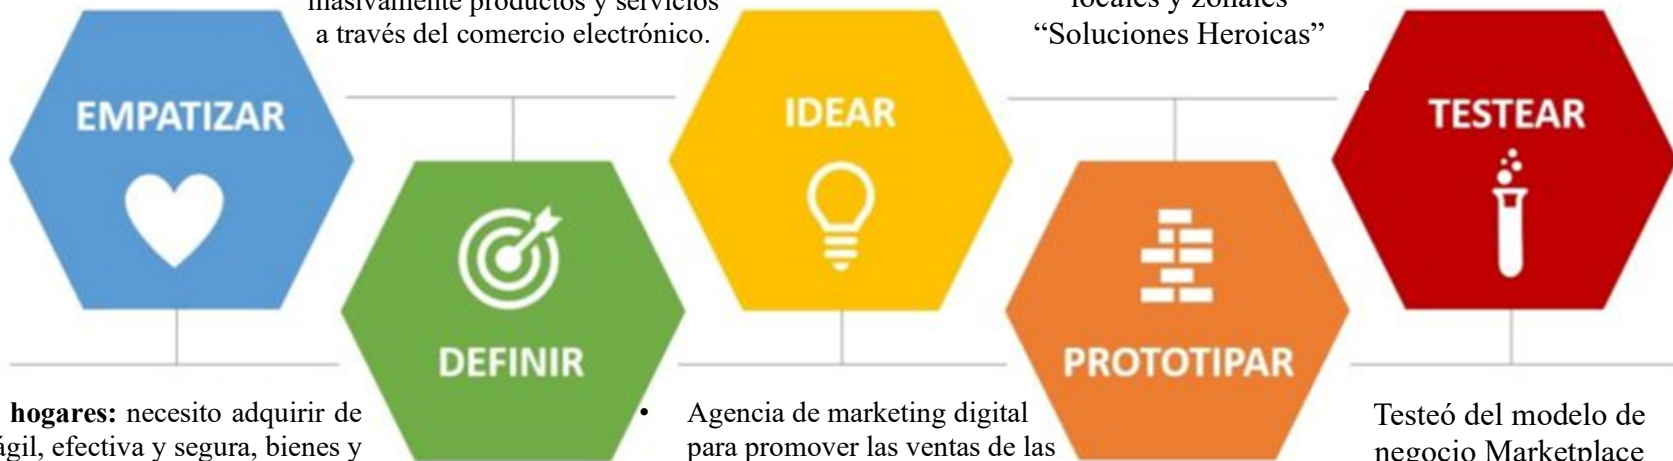 masivamente productos y servicios
a través del comercio electrónico.
locales y zonales
“Soluciones Heroicas”
EMPATIZAR
IDEAR
TESTEAR
DEFINIR
PROTOTIPAR
hogares: necesito adquirir de
ágil, efectiva y segura, bienes y
• Agencia de marketing digital
para promover las ventas de las
Testeó del modelo de
negocio Marketplace